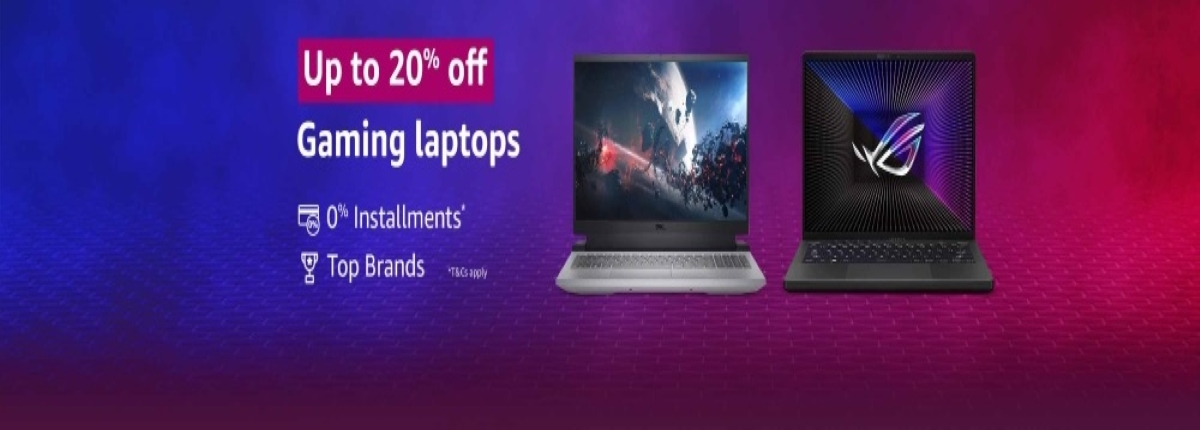 Up to 20% off
Gaming laptops
0% Installments*
Top Brands
*T&Cs apply